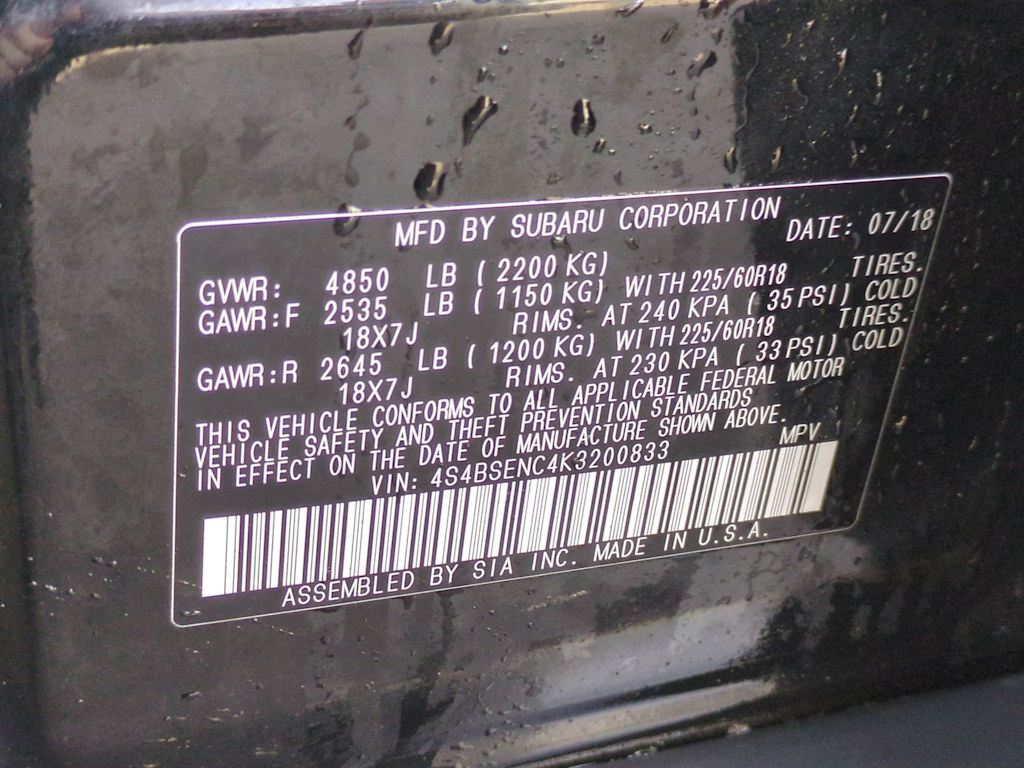 MFD BY SUBARU CORPORATION DATE: 07/18
GVWR: 4850 LB ( 2200 KG)
GAWR:F 2535 LB ( 1150 KG) WITH 225/60R18 TIRES.
18X7J RIMS. AT 240 KPA ( 35 PSI) COLD
GAWR:R 2645 LB ( 1200 KG) WITH 225/60R18 TIRES.
18X7J RIMS. AT 230 KPA ( 33 PSI) COLD
THIS VEHICLE CONFORMS TO ALL APPLICABLE FEDERAL MOTOR
VEHICLE SAFETY AND THEFT PREVENTION STANDARDS
IN EFFECT ON THE DATE OF MANUFACTURE SHOWN ABOVE.
VIN: 4S4BSENC4K3200833 MPV
ASSEMBLED BY SIA INC. MADE IN U.S.A.